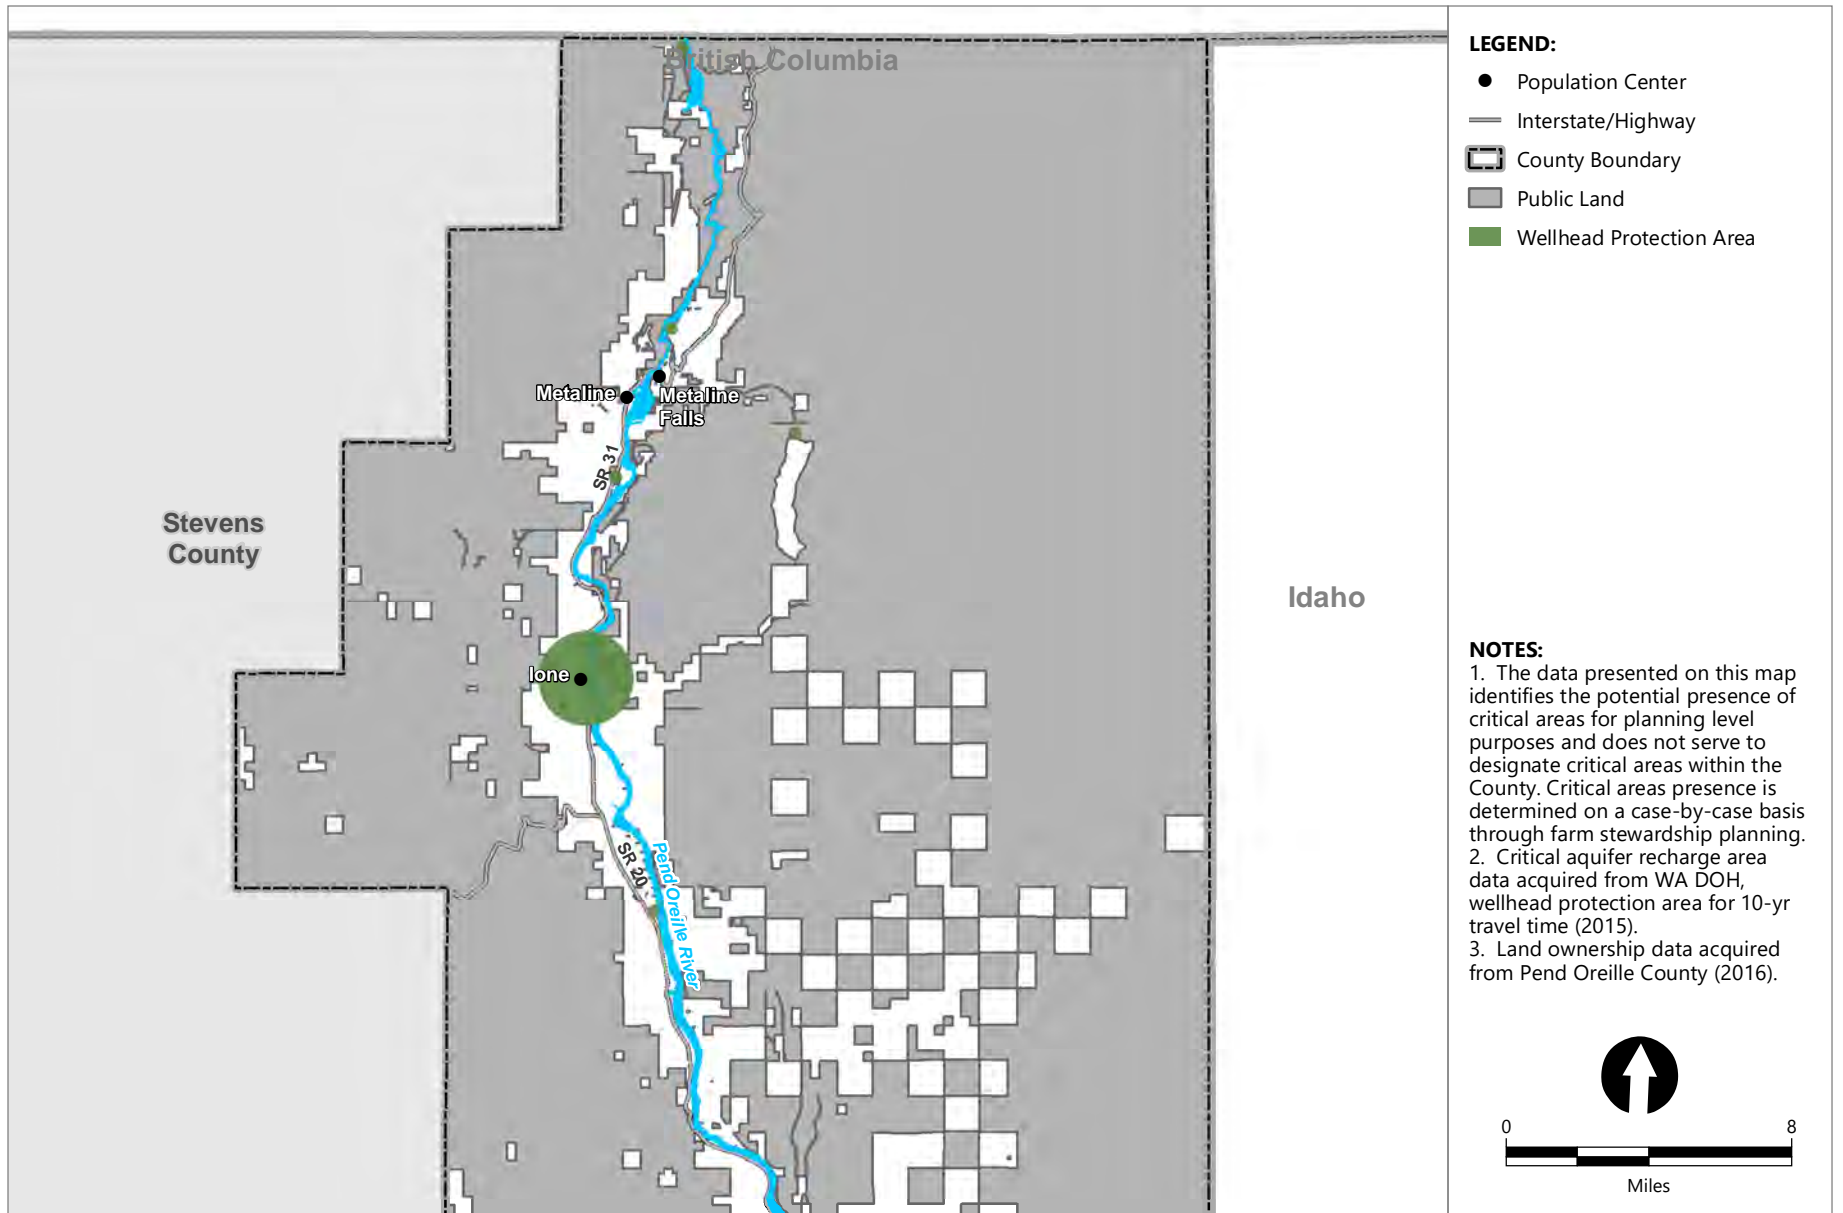 British Columbia
Metaline
Metaline
Falls
SR 31
Stevens
County
Idaho
Ione
SR 20
Pend Oreille River
LEGEND:
Population Center
Interstate/Highway
County Boundary
Public Land
Wellhead Protection Area
NOTES:
1. The data presented on this map
identifies the potential presence of
critical areas for planning level
purposes and does not serve to
designate critical areas within the
County. Critical areas presence is
determined on a case-by-case basis
through farm stewardship planning.
2. Critical aquifer recharge area
data acquired from WA DOH,
wellhead protection area for 10-yr
travel time (2015).
3. Land ownership data acquired
from Pend Oreille County (2016).
0 8
Miles